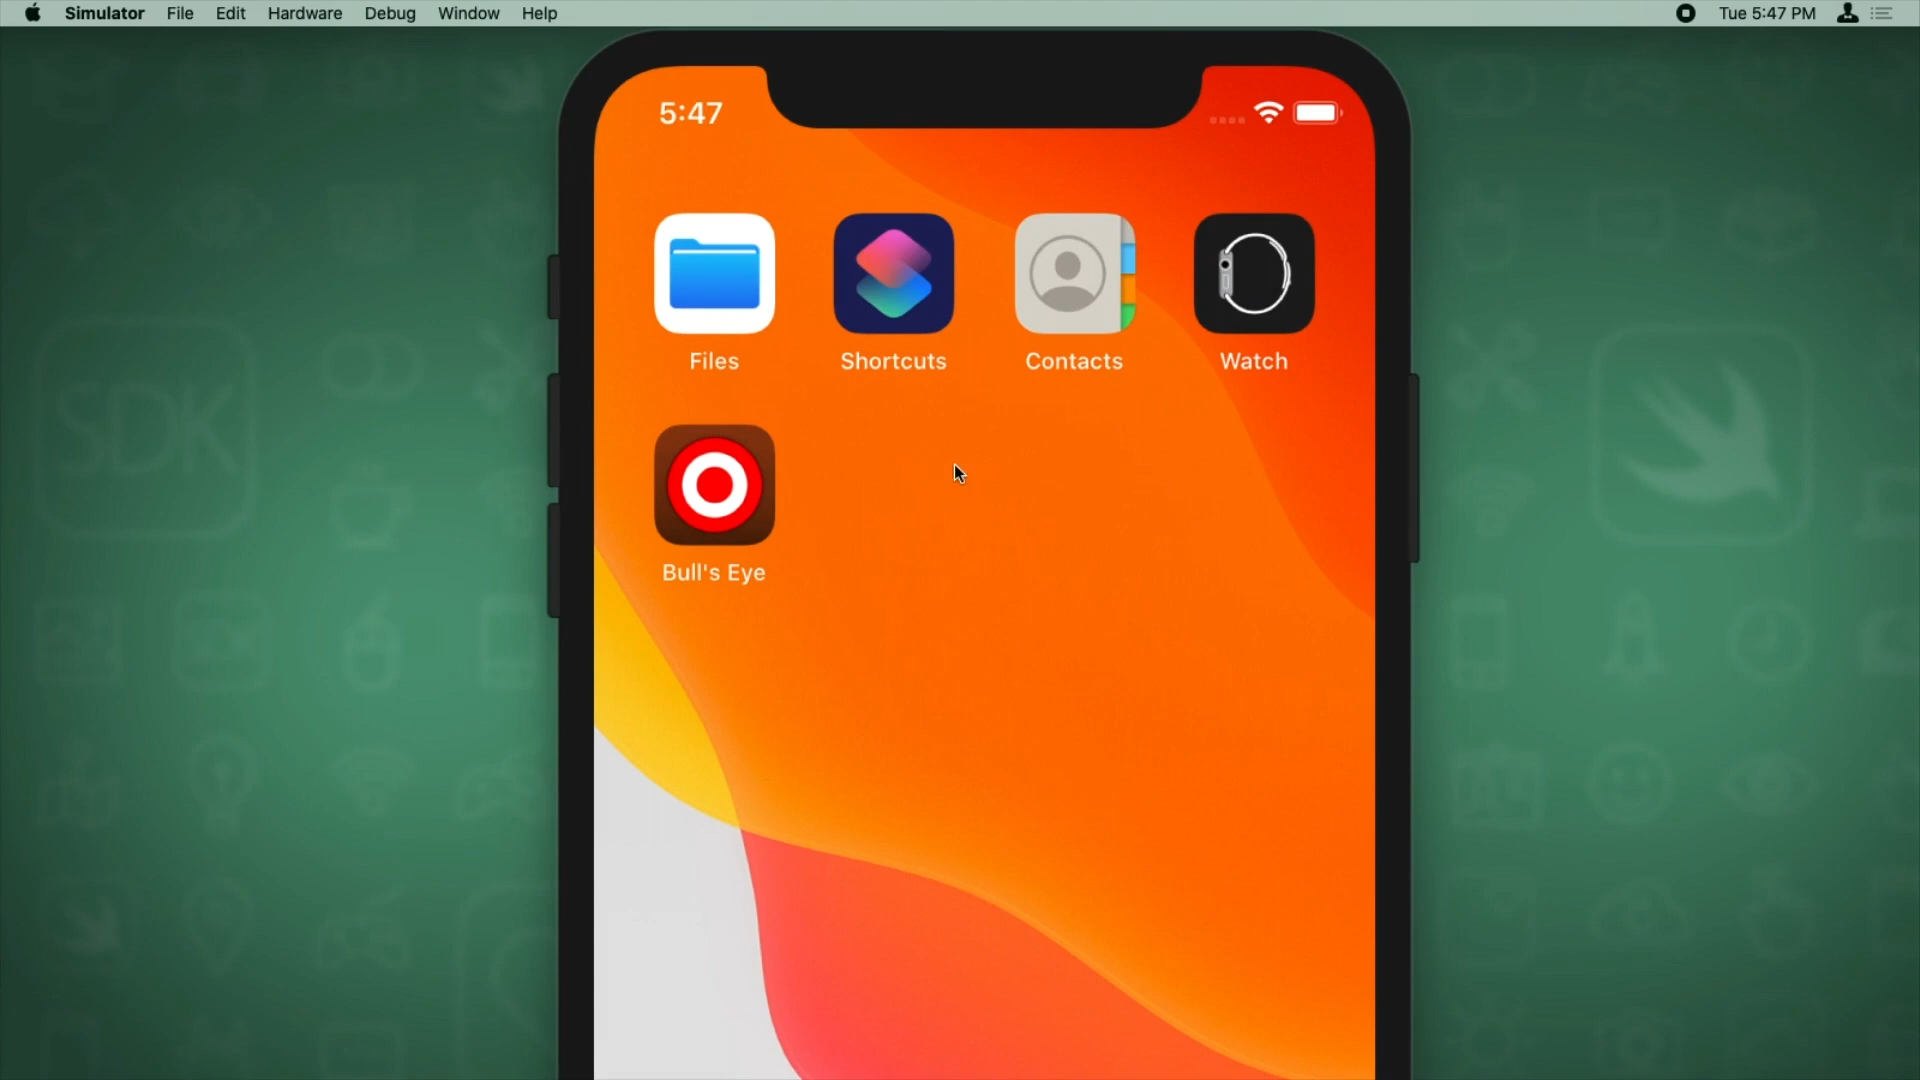 Simulator File Edit Hardware Debug Window Help Tue 5:47 PM
5:47
Files Shortcuts Contacts Watch
SDK
Bull's Eye